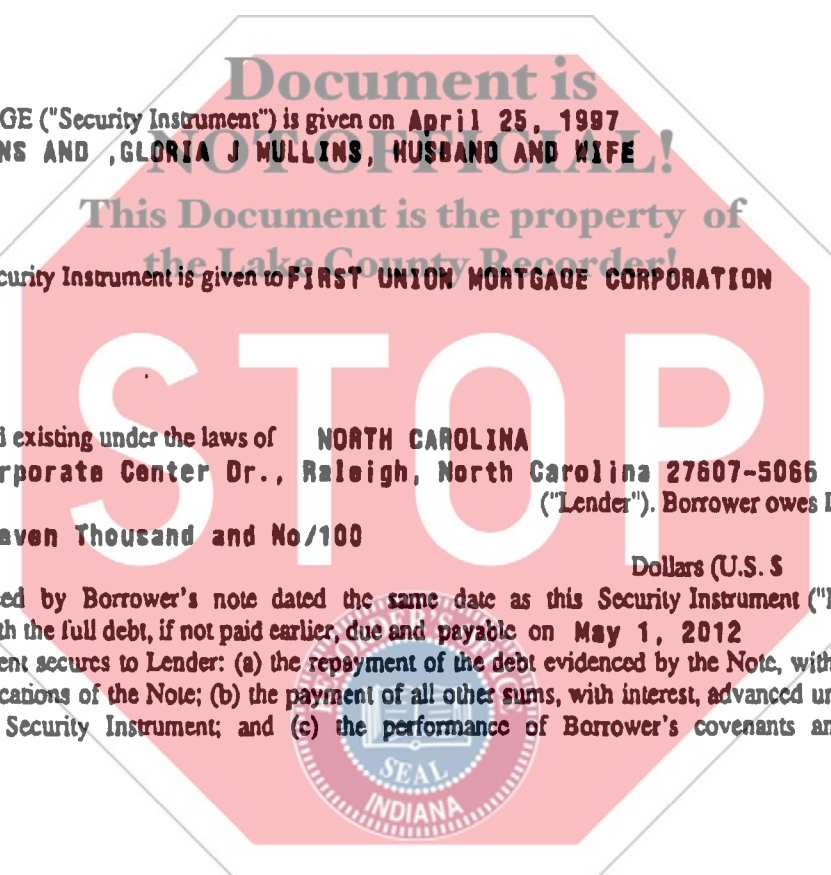 Document is
GE ("Security Instrument") is given on April 25, 1997
NS AND ,GLORIA J MULLINS, HUSBAND AND WIFE
NOT OFFICIAL!
This Document is the property of
the Lake County Recorder!
curity Instrument is given to FIRST UNION MORTGAGE CORPORATION
STOP
existing under the laws of NORTH CAROLINA
rporate Center Dr., Raleigh, North Carolina 27607-5066
("Lender"). Borrower owes
even Thousand and No/100
Dollars (U.S. $
ed by Borrower's note dated the same date as this Security Instrument ("
th the full debt, if not paid earlier, due and payable on May 1, 2012
ent secures to Lender: (a) the repayment of the debt evidenced by the Note, with
cations of the Note; (b) the payment of all other sums, with interest, advanced un
Security Instrument; and (c) the performance of Borrower's covenants an
SEAL
INDIANA